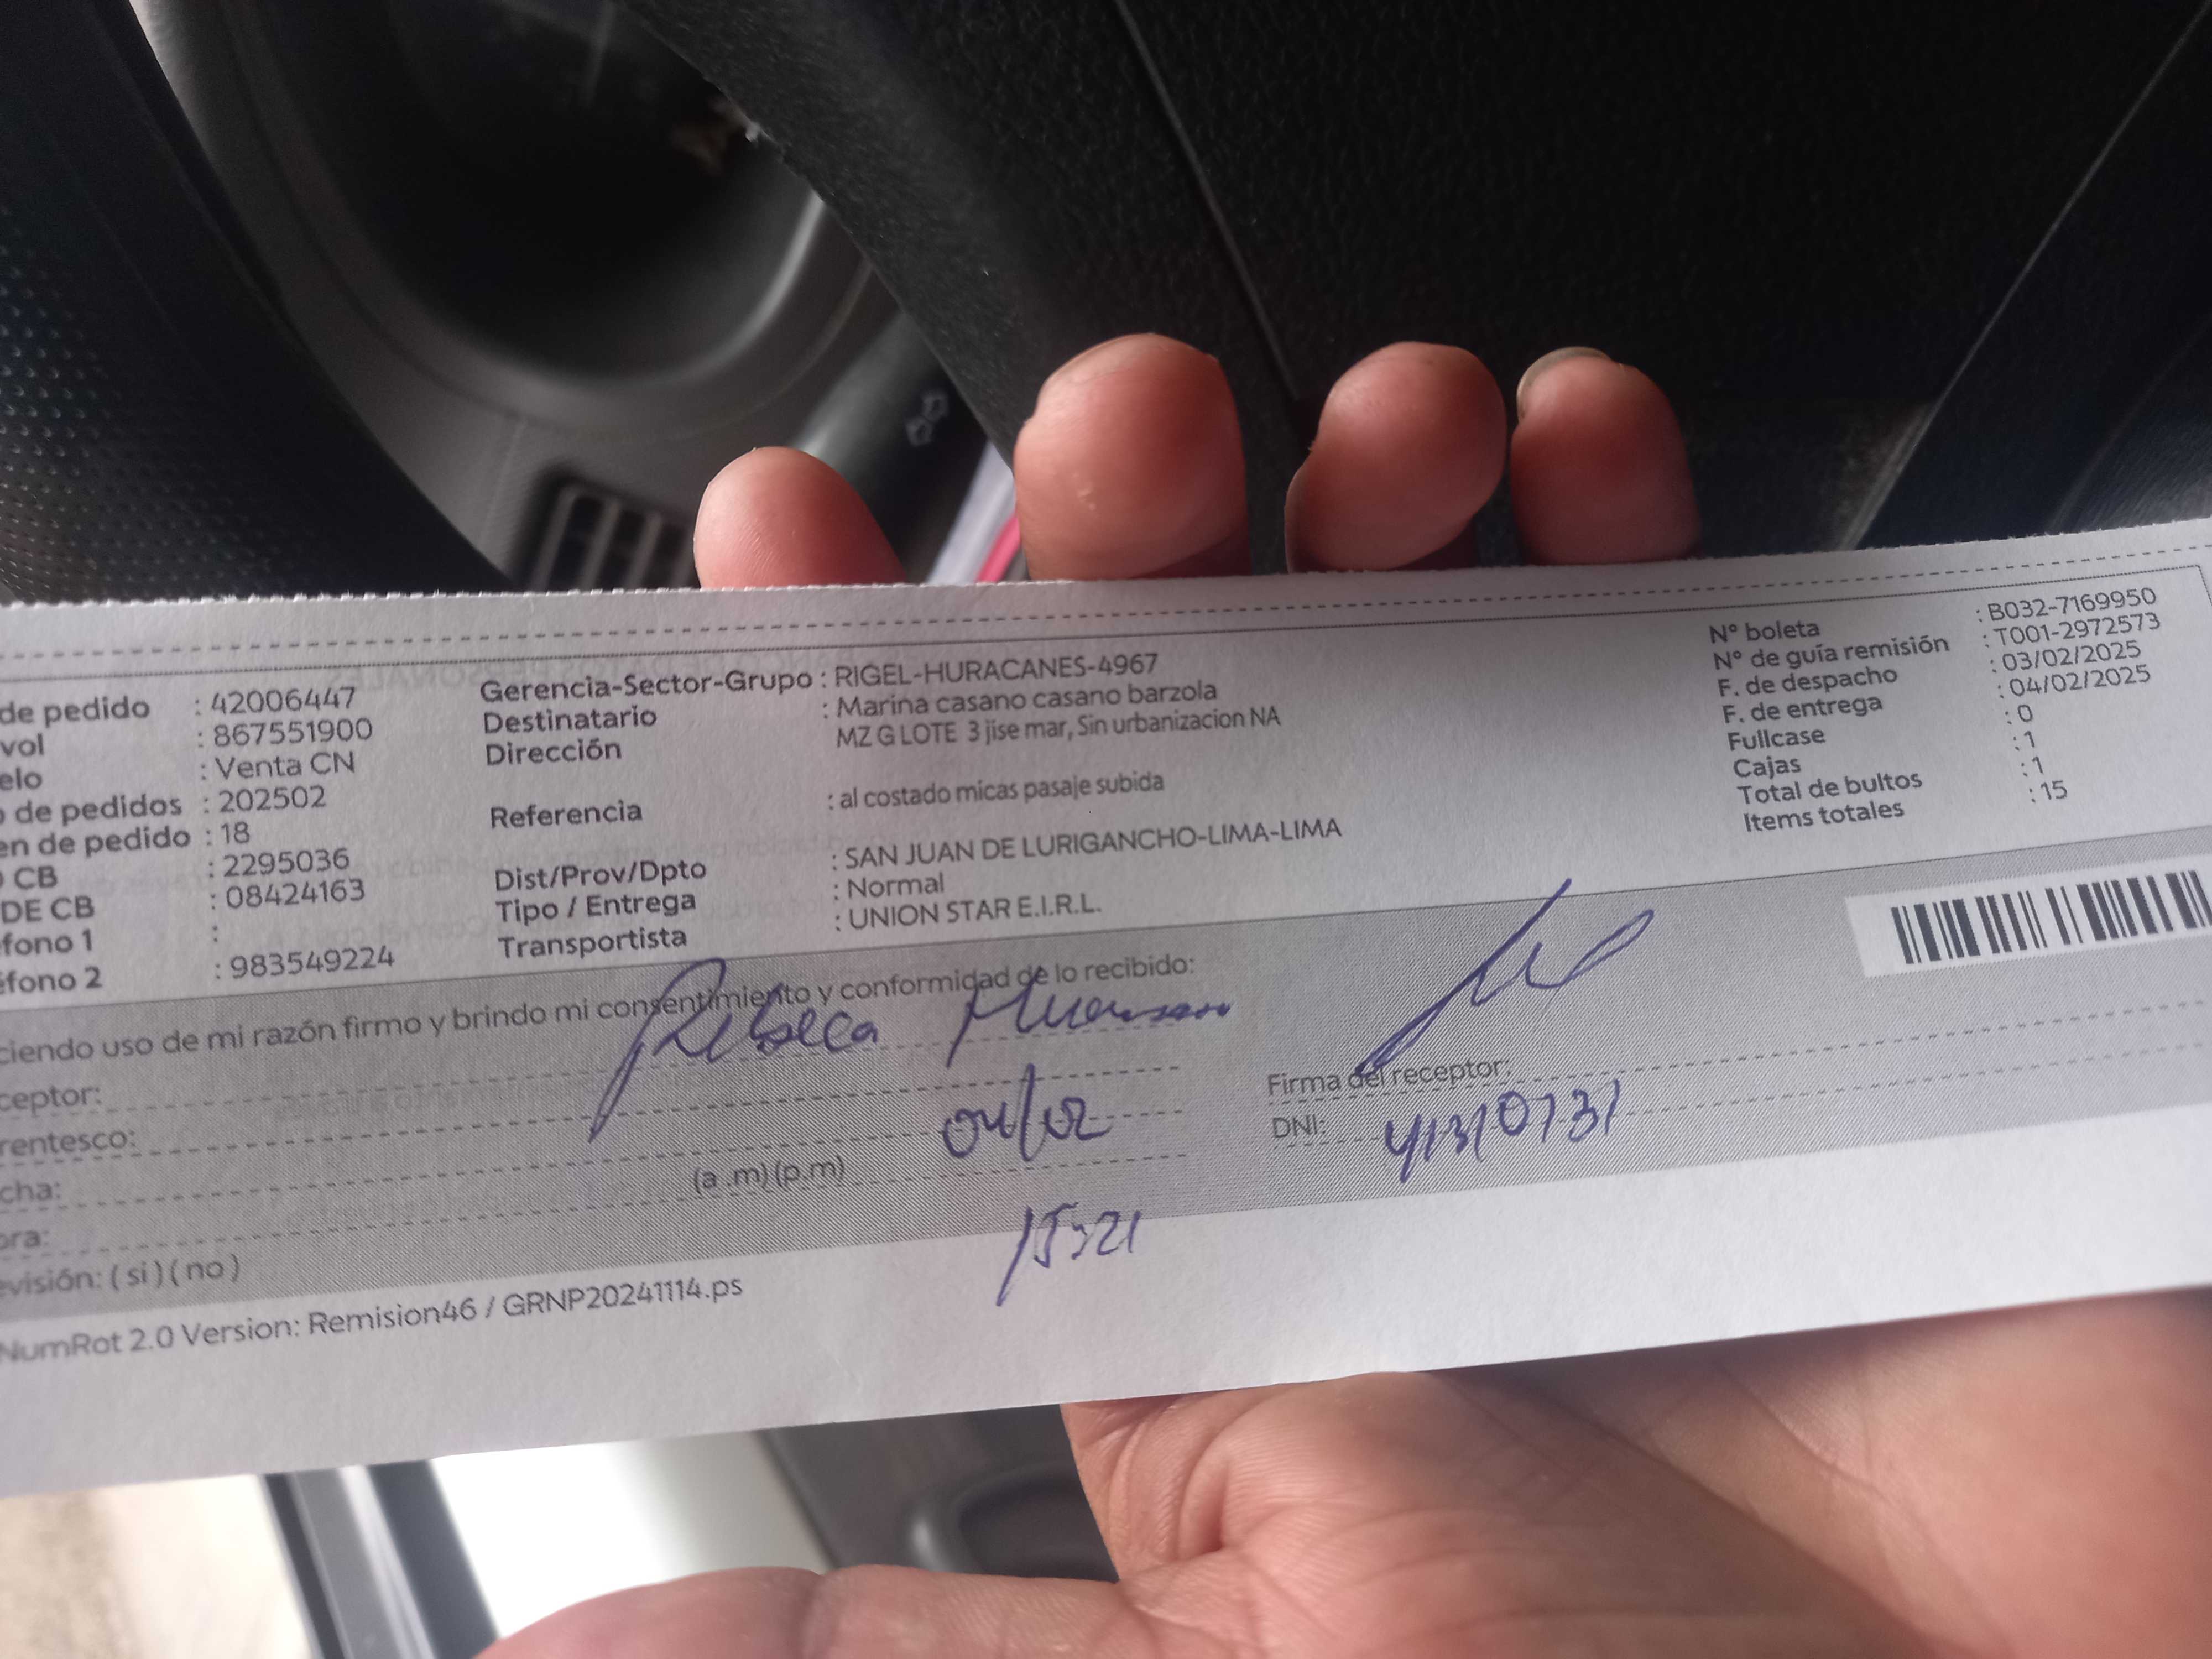 de pedido : 42006447
vol : 867551900
elo : Venta CN
de pedidos : 202502
en de pedido : 18
CB : 2295036
DE CB : 08424163
fono 1 :
fono 2 : 983549224
Gerencia-Sector-Grupo : RIGEL-HURACANES-4967
Destinatario : Marina casano casano barzola
Dirección MZ G LOTE 3 jise mar, Sin urbanizacion NA
Referencia : al costado micas pasaje subida
Dist/Prov/Dpto : SAN JUAN DE LURIGANCHO-LIMA-LIMA
Tipo / Entrega : Normal
Transportista : UNION STAR E.I.R.L.
N° boleta : B032-7169950
N° de guía remisión : T001-2972573
F. de despacho : 03/02/2025
F. de entrega : 04/02/2025
Fullcase : 0
Cajas : 1
Total de bultos : 1
Items totales : 15
ciendo uso de mi razón firmo y brindo mi consentimiento y conformidad de lo recibido:
ceptor: Rebeca
rentesco:
cha: 04/02
(a .m) (p.m)
ora: 15:21
evisión: ( si ) ( no )
Firma del receptor:
DNI: 41310731
NumRot 2.0 Version: Remision46 / GRNP20241114.ps